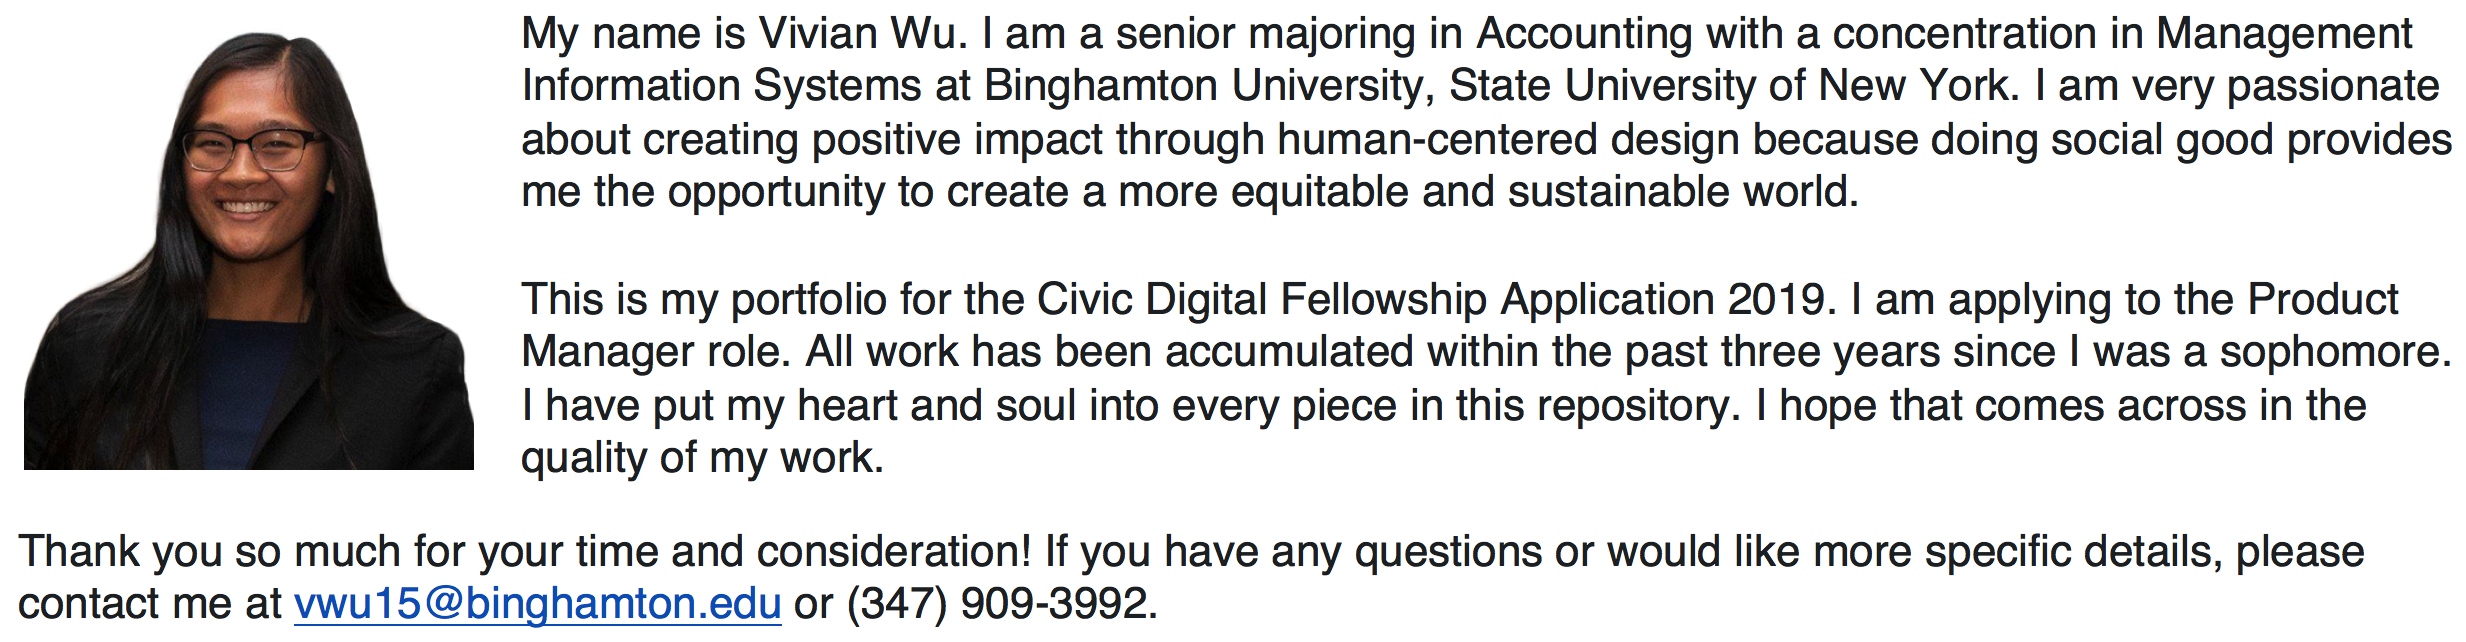 My name is Vivian Wu. I am a senior majoring in Accounting with a concentration in Management
Information Systems at Binghamton University, State University of New York. I am very passionate
about creating positive impact through human-centered design because doing social good provides
me the opportunity to create a more equitable and sustainable world.
This is my portfolio for the Civic Digital Fellowship Application 2019. I am applying to the Product
Manager role. All work has been accumulated within the past three years since I was a sophomore.
I have put my heart and soul into every piece in this repository. I hope that comes across in the
quality of my work.
Thank you so much for your time and consideration! If you have any questions or would like more specific details, please
contact me at vwu15@binghamton.edu or (347) 909-3992.